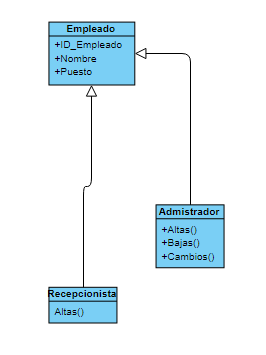 Empleado
+ID_Empleado
+Nombre
+Puesto
Admistrador
+Altas()
+Bajas()
+Cambios()
Recepcionista
Altas()